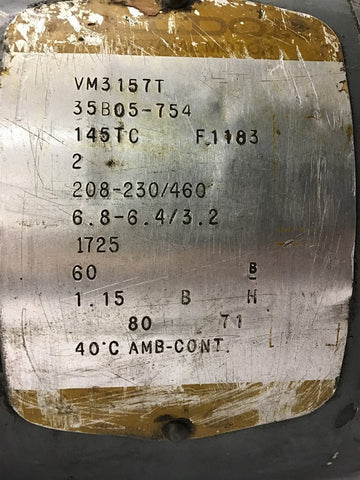 VM3157T
35B05-754
145TC F1183
2
208-230/460
6.8-6.4/3.2
1725
60 B
1.15 B H
80 71
40°C AMB-CONT.